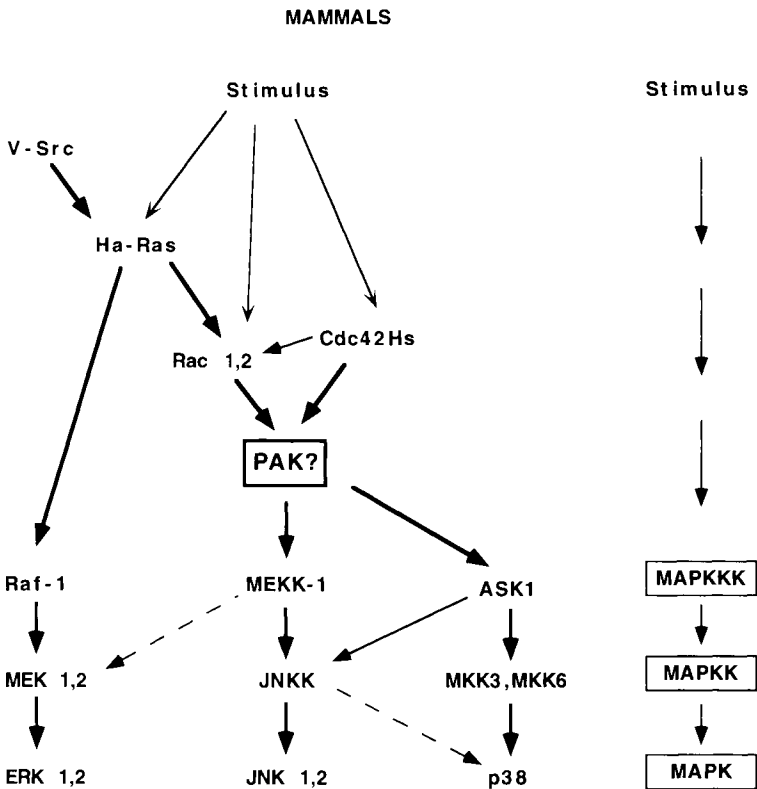 MAMMALS
Stimulus
Stimulus
V-Src
Ha-Ras
Cdc42Hs
Rac 1,2
PAK?
Raf-1
MEKK-1
ASK1
MAPKKK
MEK 1,2
JNKK
MKK3,MKK6
MAPKK
ERK 1,2
JNK 1,2
p38
MAPK